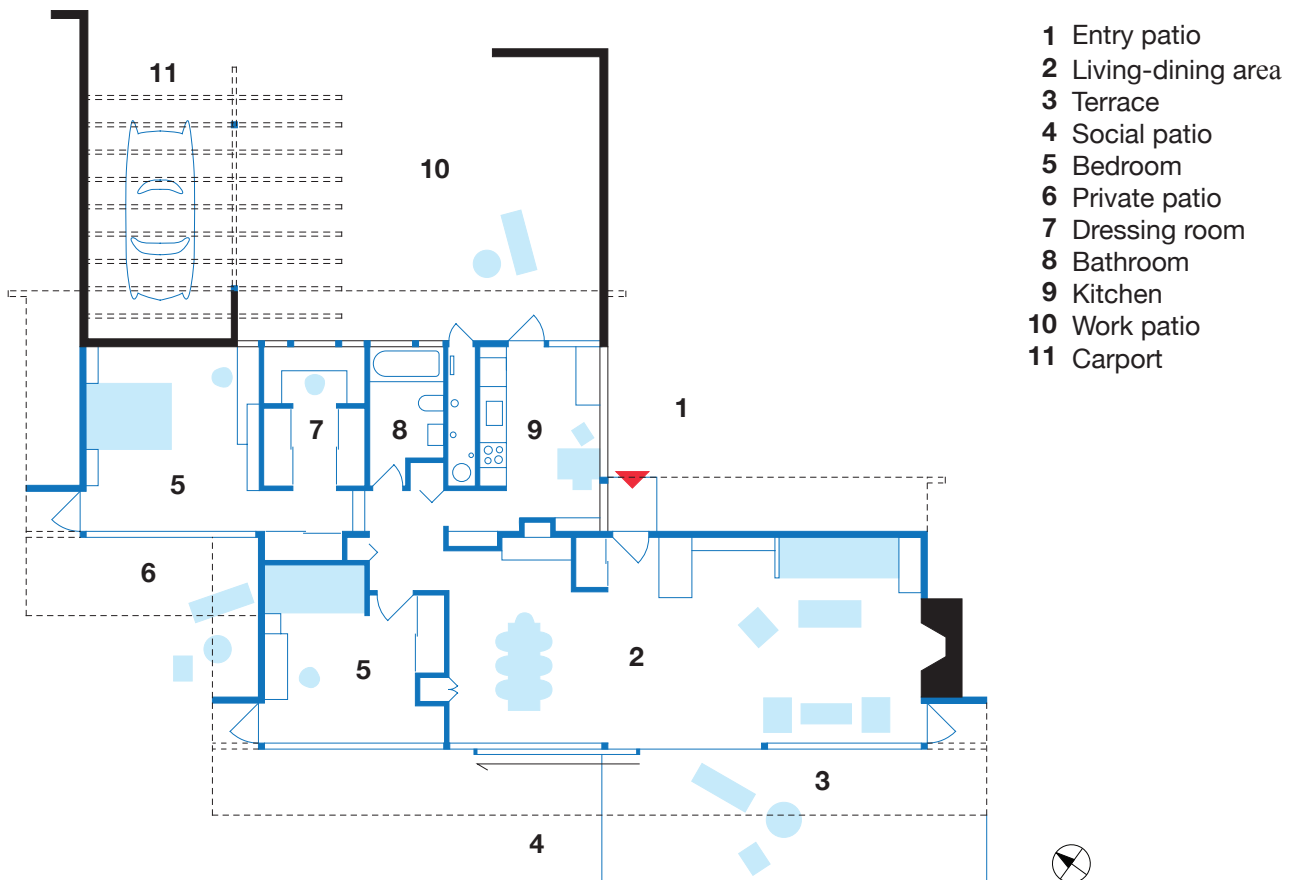 1 Entry patio
2 Living-dining area
3 Terrace
4 Social patio
5 Bedroom
6 Private patio
7 Dressing room
8 Bathroom
9 Kitchen
10 Work patio
11 Carport
11
10
1
7
8
9
5
6
2
5
3
4